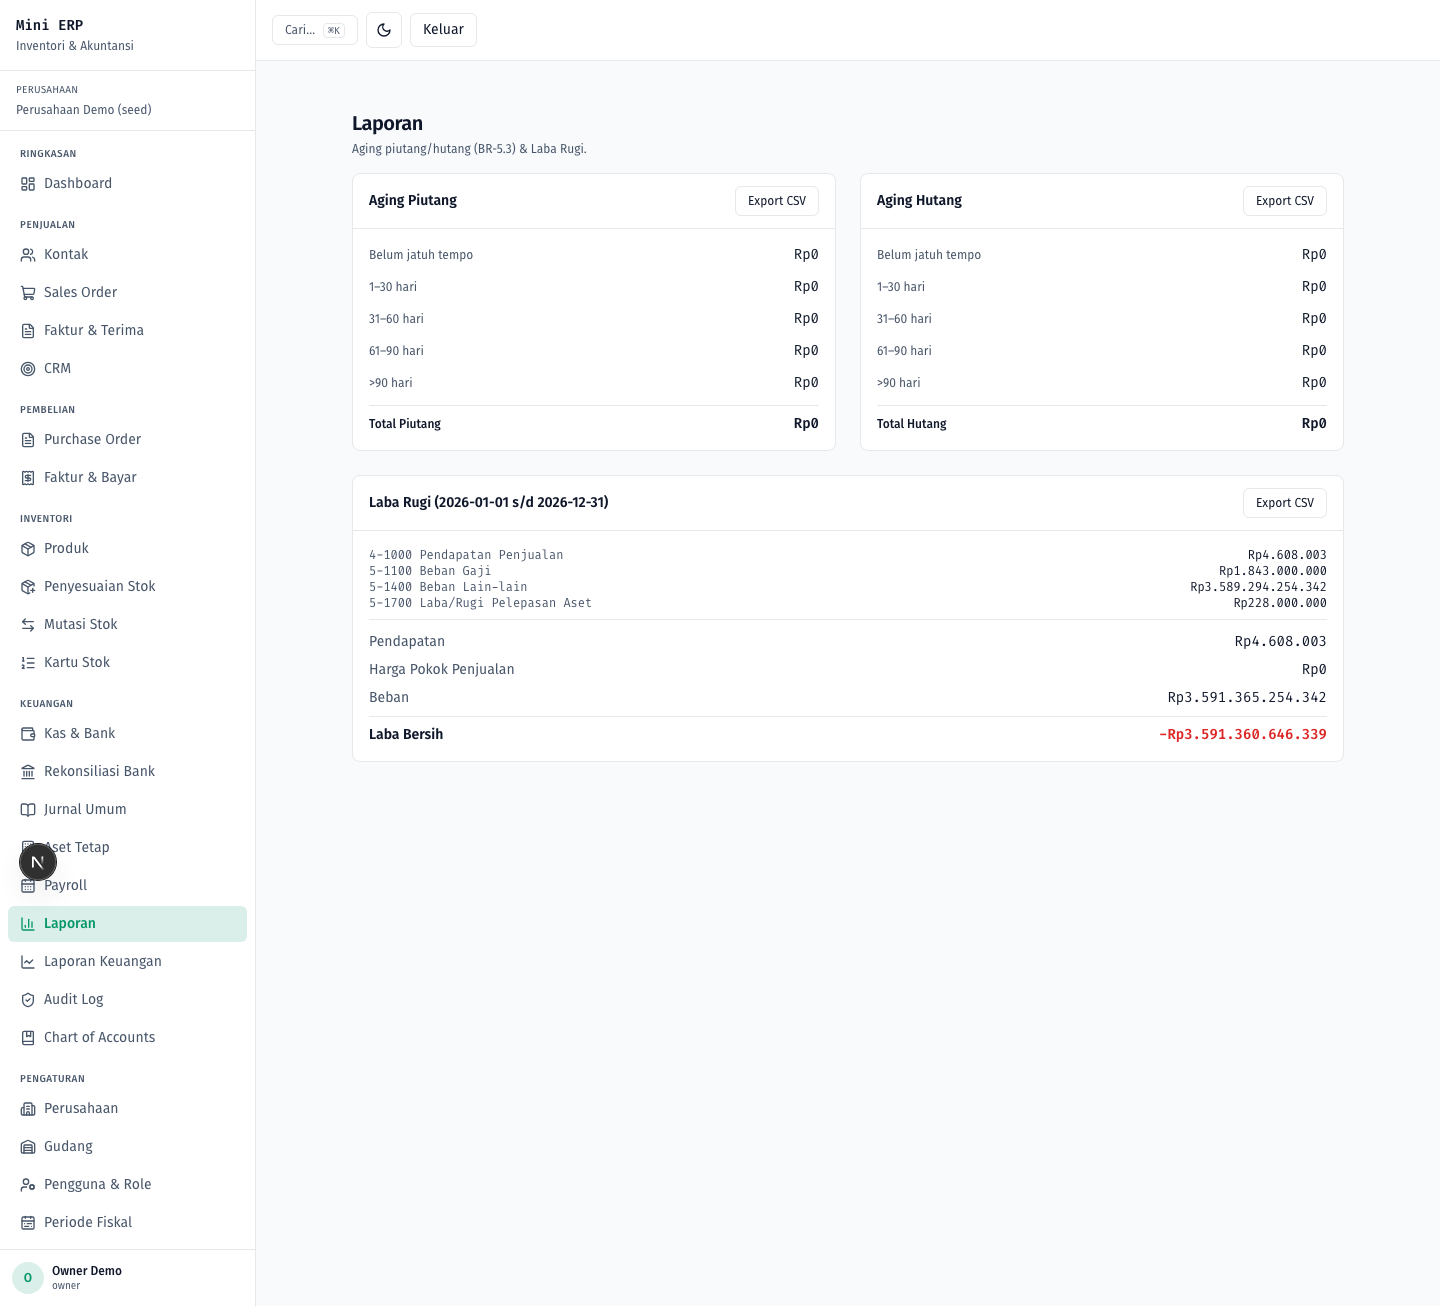 Mini ERP
Inventori & Akuntansi
PERUSAHAAN
Perusahaan Demo (seed)
RINGKASAN
Dashboard
PENJUALAN
Kontak
Sales Order
Faktur & Terima
CRM
PEMBELIAN
Purchase Order
Faktur & Bayar
INVENTORI
Produk
Penyesuaian Stok
Mutasi Stok
Kartu Stok
KEUANGAN
Kas & Bank
Rekonsiliasi Bank
Jurnal Umum
Aset Tetap
N
Payroll
Laporan
Laporan Keuangan
Audit Log
Chart of Accounts
PENGATURAN
Perusahaan
Gudang
Pengguna & Role
Periode Fiskal
O
Owner Demo
owner
Cari... ⌘K
Keluar
Laporan
Aging piutang/hutang (BR-5.3) & Laba Rugi.
Aging Piutang Export CSV
Belum jatuh tempo Rp0
1–30 hari Rp0
31–60 hari Rp0
61–90 hari Rp0
>90 hari Rp0
Total Piutang Rp0
Aging Hutang Export CSV
Belum jatuh tempo Rp0
1–30 hari Rp0
31–60 hari Rp0
61–90 hari Rp0
>90 hari Rp0
Total Hutang Rp0
Laba Rugi (2026-01-01 s/d 2026-12-31) Export CSV
4-1000 Pendapatan Penjualan Rp4.608.003
5-1100 Beban Gaji Rp1.843.000.000
5-1400 Beban Lain-lain Rp3.589.294.254.342
5-1700 Laba/Rugi Pelepasan Aset Rp228.000.000
Pendapatan Rp4.608.003
Harga Pokok Penjualan Rp0
Beban Rp3.591.365.254.342
Laba Bersih -Rp3.591.360.646.339